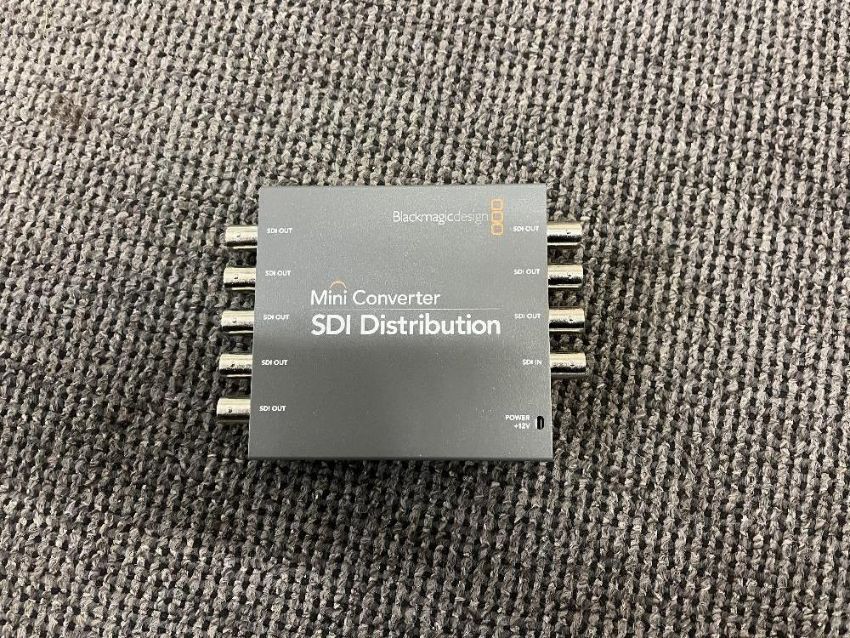 Blackmagicdesign
SDI OUT
SDI OUT
SDI OUT
SDI OUT
Mini Converter
SDI OUT
SDI OUT
SDI Distribution
SDI OUT
SDI IN
SDI OUT
POWER
+12V